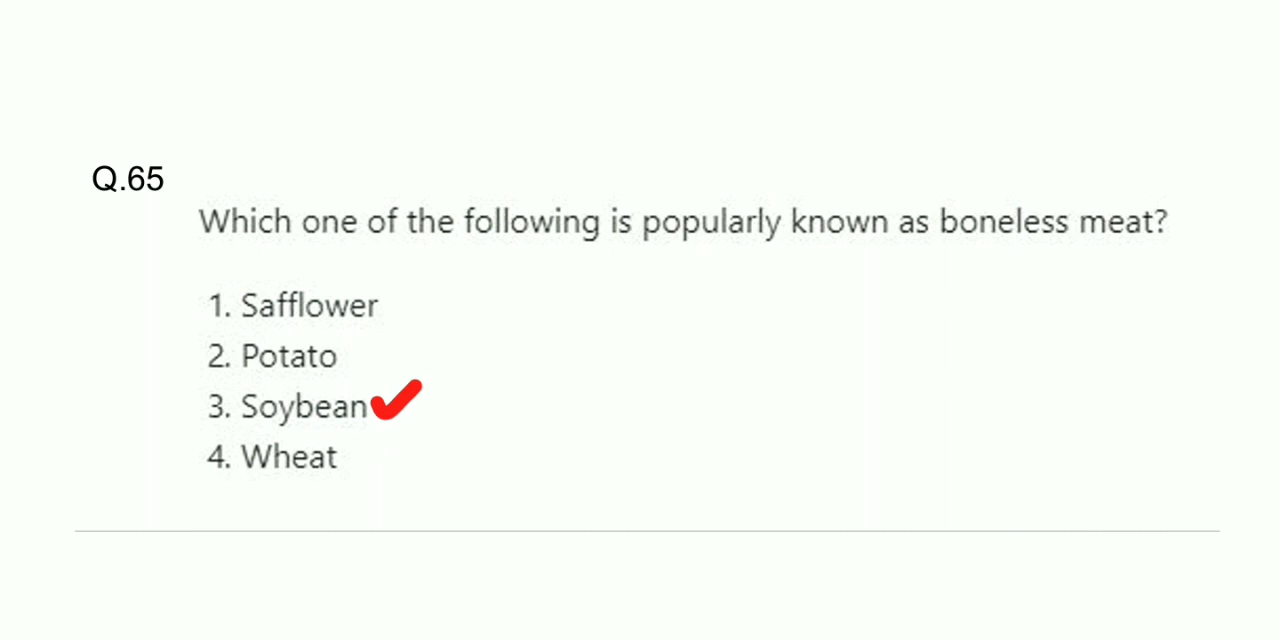 Q.65
Which one of the following is popularly known as boneless meat?
1. Safflower
2. Potato
3. Soybean
4. Wheat